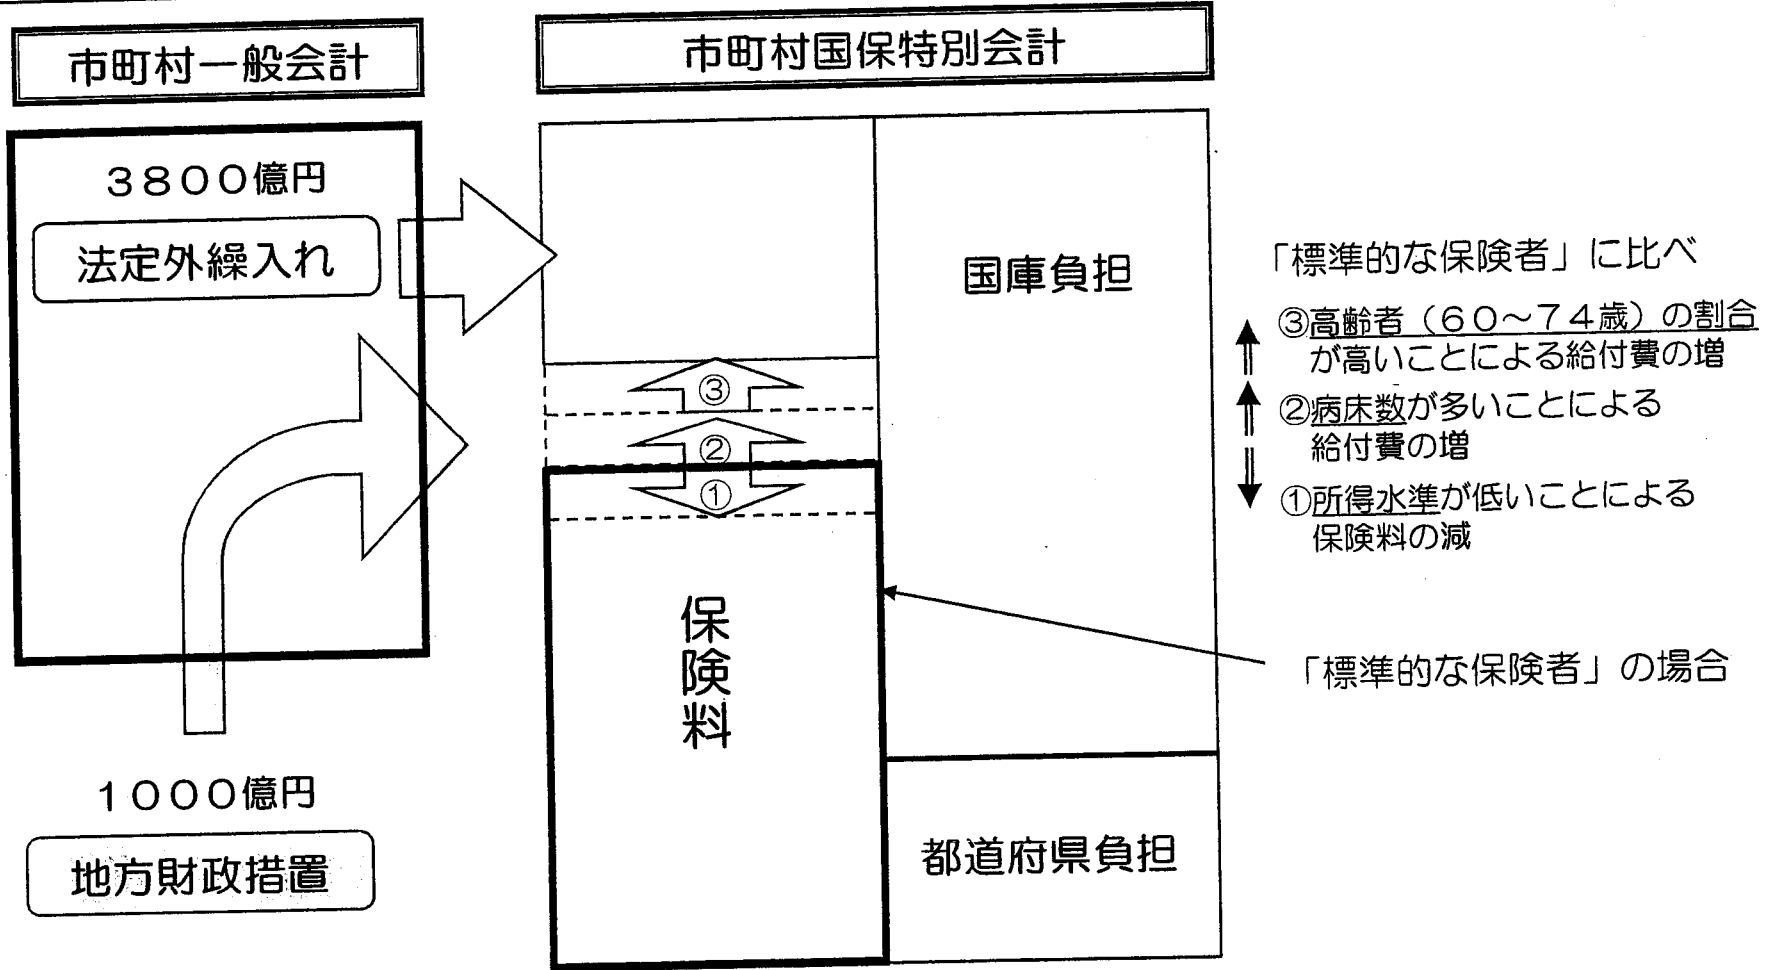 市町村一般会計
市町村国保特別会計
3800億円
法定外繰入れ
1000億円
地方財政措置
③
②
①
保険料
国庫負担
都道府県負担
「標準的な保険者」に比べ
③高齢者（60～74歳）の割合
が高いことによる給付費の増
②病床数が多いことによる
給付費の増
①所得水準が低いことによる
保険料の減
「標準的な保険者」の場合